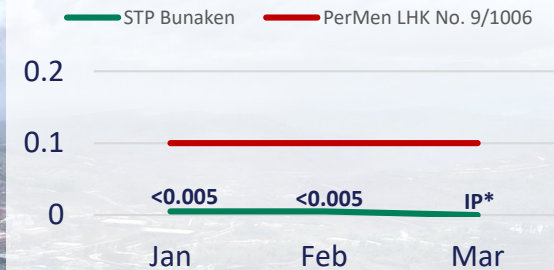 STP Bunaken PerMen LHK No. 9/1006
0.2
0.1
<0.005 <0.005 IP*
0
Jan Feb Mar